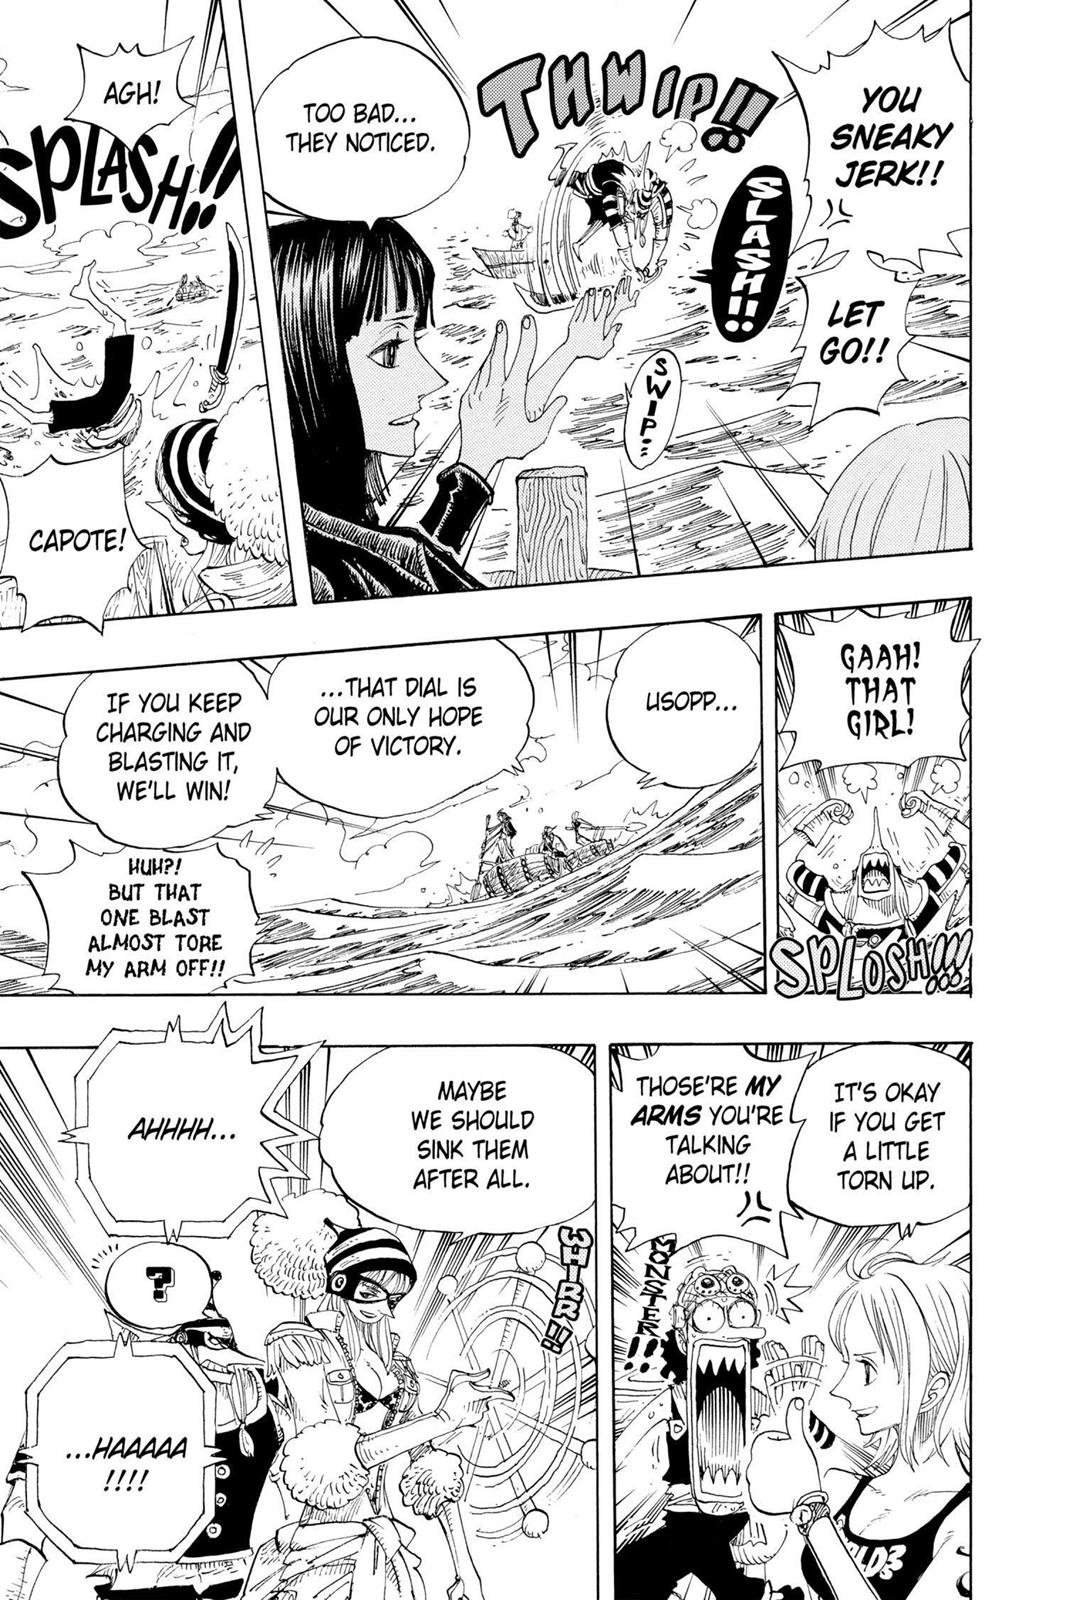 YOU
SNEAKY
JERK!!
LET
GO!!
THWIP!!
SLASH!!
SWIP...
TOO BAD...
THEY NOTICED.
AGH!
SPLASH!!
CAPOTE!
GAAH!
THAT
GIRL!
SPLOSH!!!
USOPP...
...THAT DIAL IS
OUR ONLY HOPE
OF VICTORY.
IF YOU KEEP
CHARGING AND
BLASTING IT,
WE'LL WIN!
HUH?!
BUT THAT
ONE BLAST
ALMOST TORE
MY ARM OFF!!
IT'S OKAY
IF YOU GET
A LITTLE
TORN UP.
THOSE'RE MY
ARMS YOU'RE
TALKING
ABOUT!!
MONSTER!!
MAYBE
WE SHOULD
SINK THEM
AFTER ALL.
WHIRR!!
AHHHH...
?
...HAAAAA
!!!!